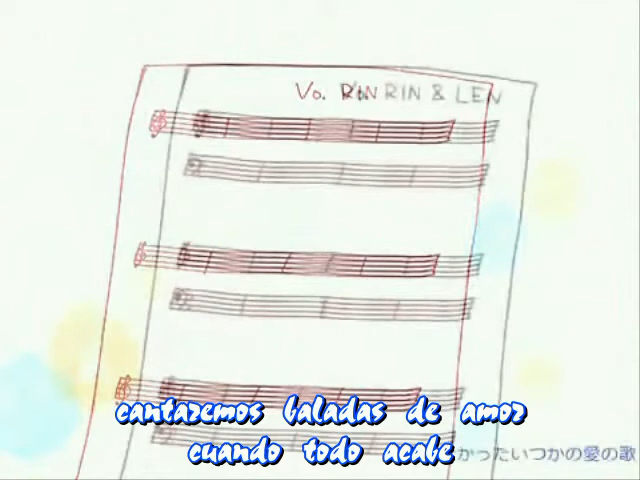 Vo. RIN RIN & LEN
cantaremos baladas de amor
cuando todo acabe
かったいつかの愛の歌